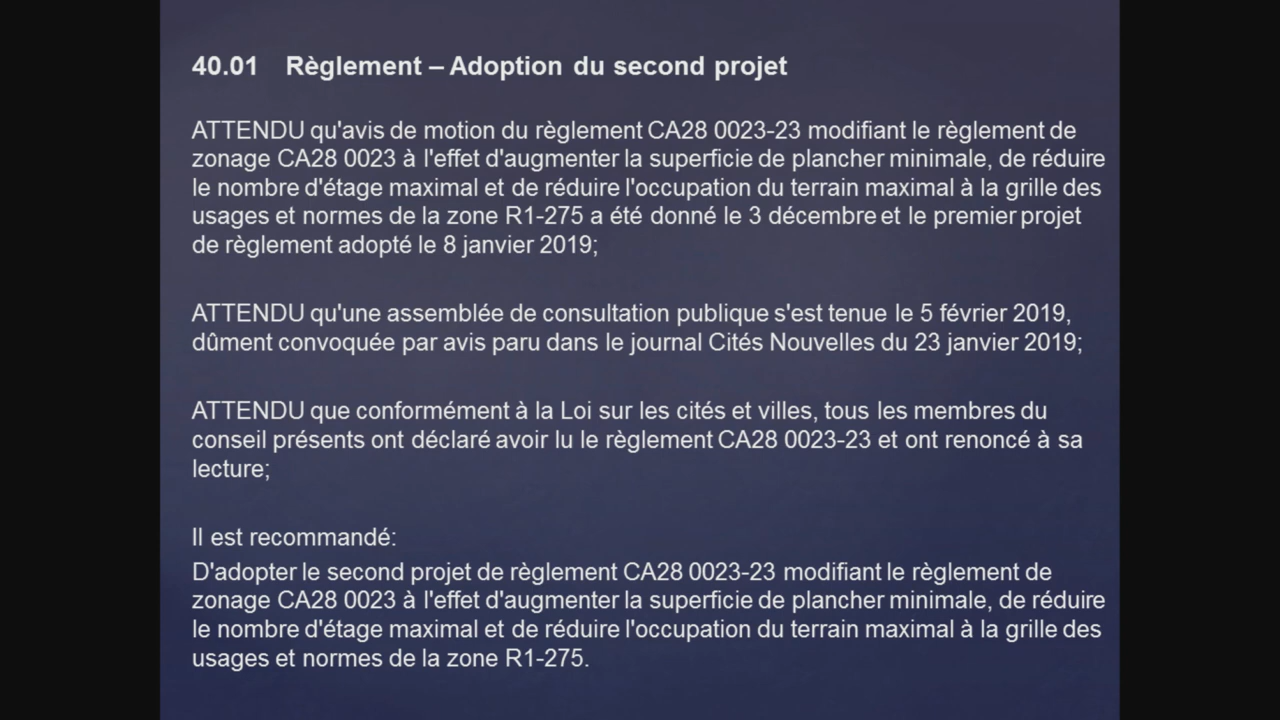 40.01 Règlement – Adoption du second projet
ATTENDU qu'avis de motion du règlement CA28 0023-23 modifiant le règlement de
zonage CA28 0023 à l'effet d'augmenter la superficie de plancher minimale, de réduire
le nombre d'étage maximal et de réduire l'occupation du terrain maximal à la grille des
usages et normes de la zone R1-275 a été donné le 3 décembre et le premier projet
de règlement adopté le 8 janvier 2019;
ATTENDU qu'une assemblée de consultation publique s'est tenue le 5 février 2019,
dûment convoquée par avis paru dans le journal Cités Nouvelles du 23 janvier 2019;
ATTENDU que conformément à la Loi sur les cités et villes, tous les membres du
conseil présents ont déclaré avoir lu le règlement CA28 0023-23 et ont renoncé à sa
lecture;
Il est recommandé:
D'adopter le second projet de règlement CA28 0023-23 modifiant le règlement de
zonage CA28 0023 à l'effet d'augmenter la superficie de plancher minimale, de réduire
le nombre d'étage maximal et de réduire l'occupation du terrain maximal à la grille des
usages et normes de la zone R1-275.